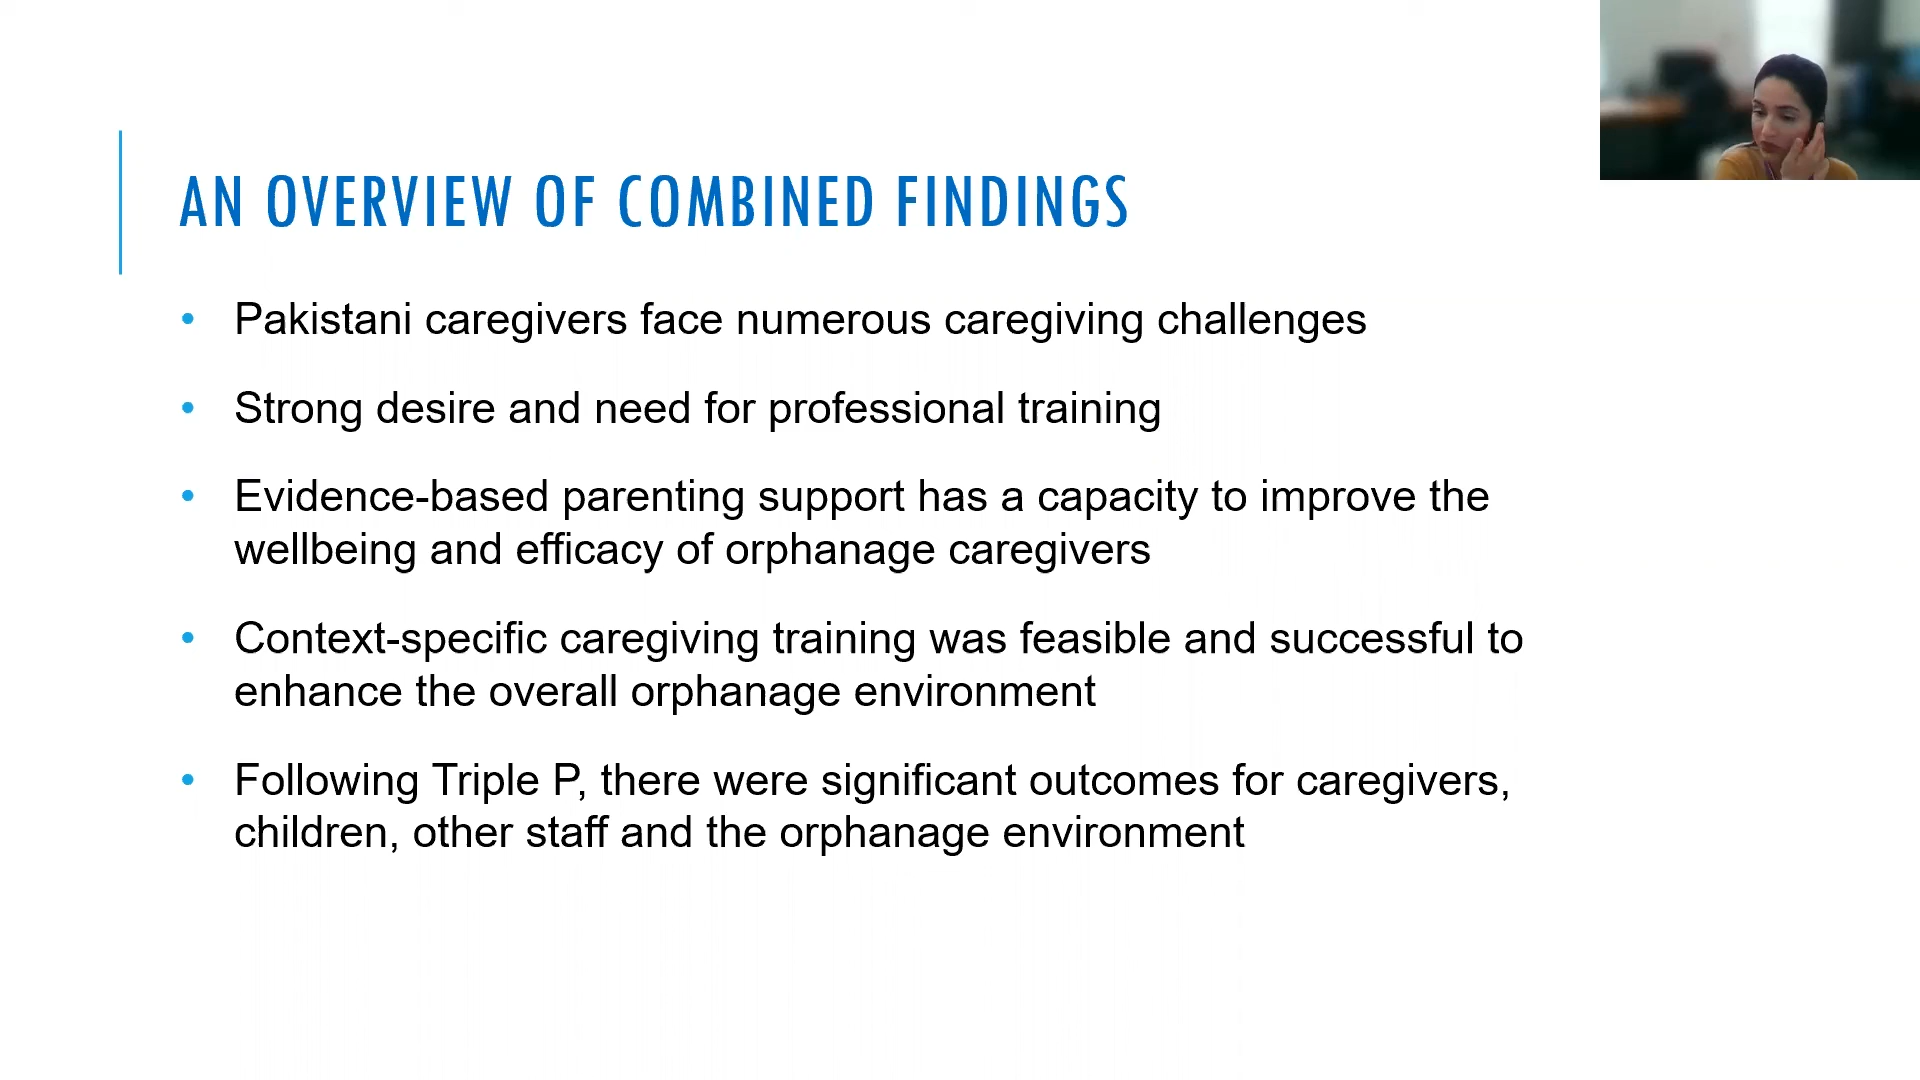 AN OVERVIEW OF COMBINED FINDINGS
• Pakistani caregivers face numerous caregiving challenges
• Strong desire and need for professional training
• Evidence-based parenting support has a capacity to improve the
wellbeing and efficacy of orphanage caregivers
• Context-specific caregiving training was feasible and successful to
enhance the overall orphanage environment
• Following Triple P, there were significant outcomes for caregivers,
children, other staff and the orphanage environment